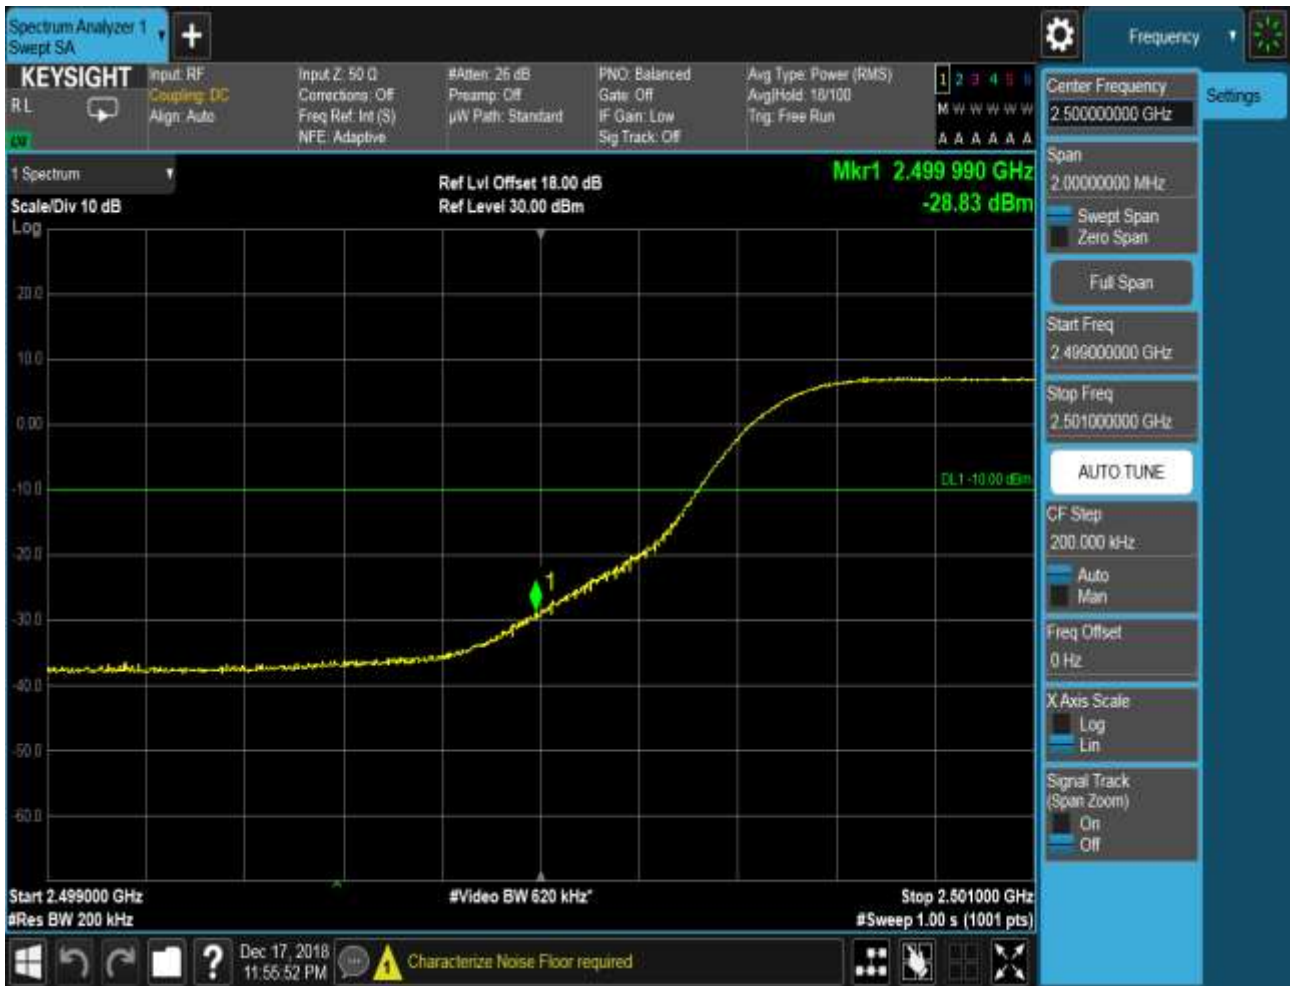 Spectrum Analyzer 1
Swept SA
Frequency
KEYSIGHT
Input: RF
Input Z: 50 Ω
#Atten: 26 dB
PNO: Balanced
Avg Type: Power (RMS)
1 2 3 4 5 6
R L
Coupling: DC
Corrections: Off
Preamp: Off
Gate: Off
Avg|Hold: 18/100
M W W W W W
Align: Auto
Freq Ref: Int (S)
µW Path: Standard
IF Gain: Low
Trig: Free Run
NFE: Adaptive
Sig Track: Off
A A A A A A
1 Spectrum
Ref Lvl Offset 18.00 dB
Mkr1 2.499 990 GHz
Scale/Div 10 dB
Ref Level 30.00 dBm
-28.83 dBm
Log
20.0
10.0
0.00
-10.0
-20.0
-30.0
-40.0
-50.0
-60.0
DL1 -10.00 dBm
1
Start 2.499000 GHz
#Video BW 620 kHz*
Stop 2.501000 GHz
#Res BW 200 kHz
#Sweep 1.00 s (1001 pts)
Center Frequency
2.500000000 GHz
Settings
Span
2.00000000 MHz
Swept Span
Zero Span
Full Span
Start Freq
2.499000000 GHz
Stop Freq
2.501000000 GHz
AUTO TUNE
CF Step
200.000 kHz
Auto
Man
Freq Offset
0 Hz
X Axis Scale
Log
Lin
Signal Track
(Span Zoom)
On
Off
?
Dec 17, 2018
11:55:52 PM
1
Characterize Noise Floor required